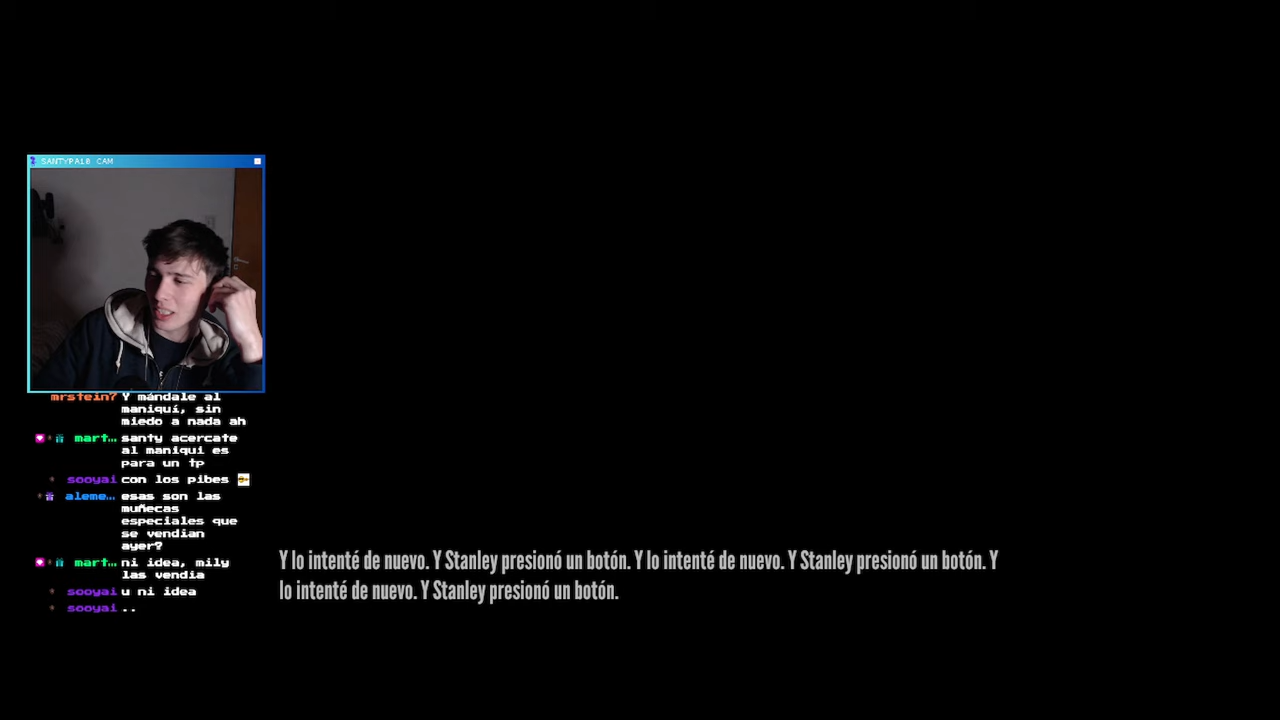 SANTYPALB CAM
mrstein7 Y mándale al
maniquí, sin
miedo a nada ah
mart… santy acercate
al maniqui es
para un tp
sooyai con los pibes
aleme… esas son las
muñecas
especiales que
se vendian
ayer?
mart… ni idea, mily
las vendia
sooyai u ni idea
sooyai ..
Y lo intenté de nuevo. Y Stanley presionó un botón. Y lo intenté de nuevo. Y Stanley presionó un botón. Y
lo intenté de nuevo. Y Stanley presionó un botón.